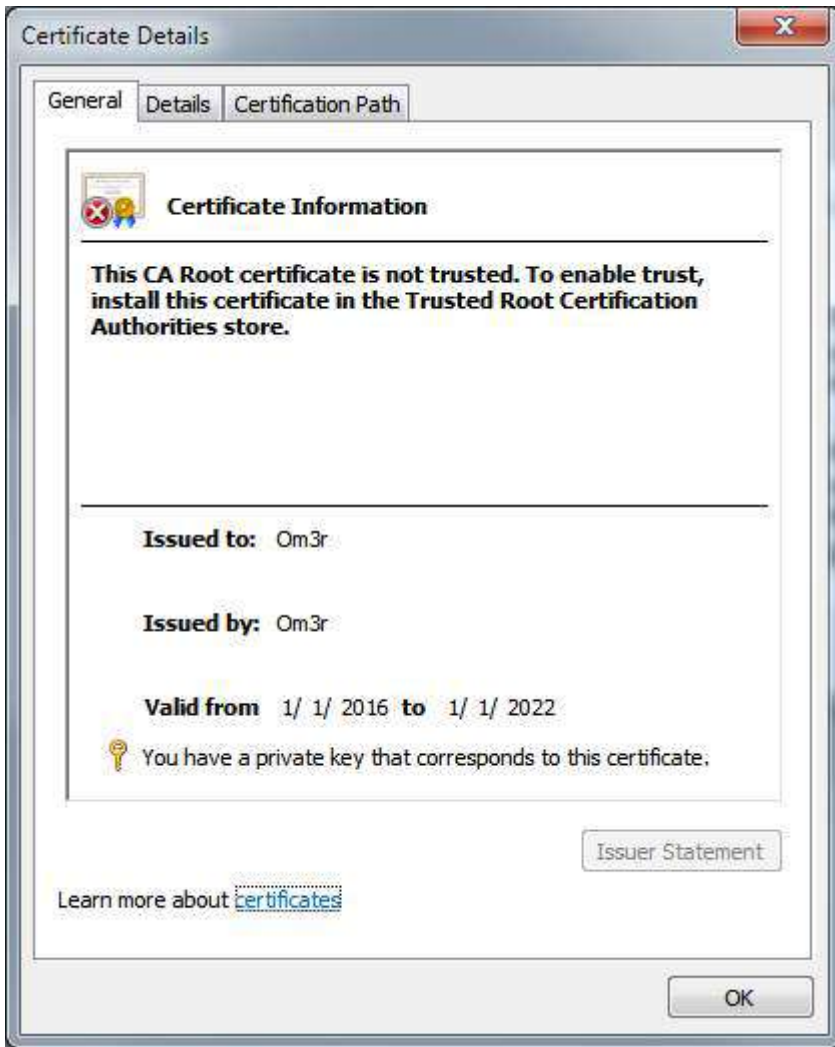 Certificate Details
General Details Certification Path
Certificate Information
This CA Root certificate is not trusted. To enable trust,
install this certificate in the Trusted Root Certification
Authorities store.
Issued to: Om3r
Issued by: Om3r
Valid from 1/ 1/ 2016 to 1/ 1/ 2022
You have a private key that corresponds to this certificate.
Issuer Statement
Learn more about certificates
OK